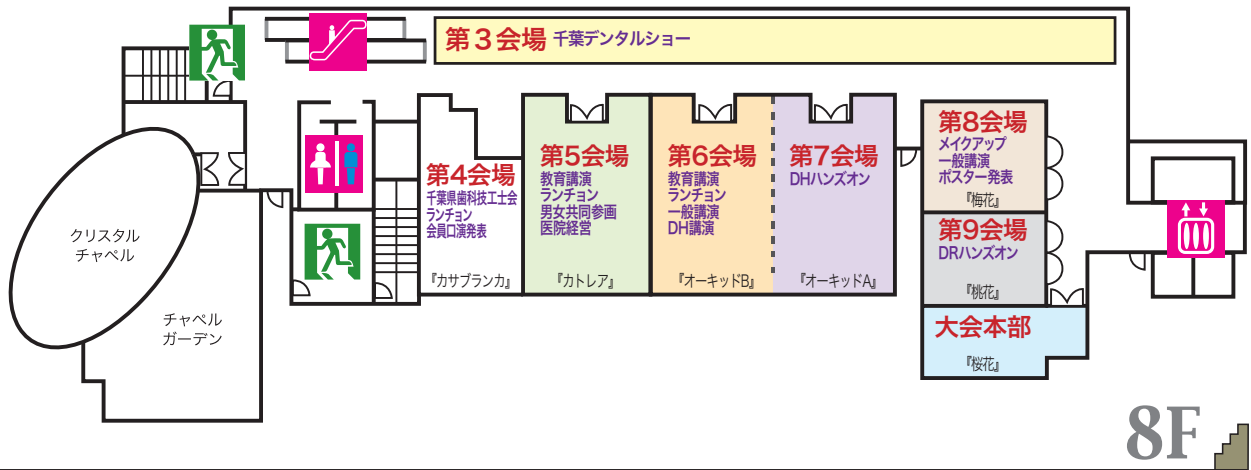 第3会場 千葉デンタルショー
第4会場
千葉県歯科技工士会
ランチョン
会員口演発表
『カサブランカ』
第5会場
教育講演
ランチョン
男女共同参画
医院経営
『カトレア』
第6会場
教育講演
ランチョン
一般講演
DH講演
『オーキッドB』
第7会場
DHハンズオン
『オーキッドA』
第8会場
メイクアップ
一般講演
ポスター発表
『梅花』
第9会場
DRハンズオン
『桃花』
大会本部
『桜花』
クリスタル
チャペル
チャペル
ガーデン
8F